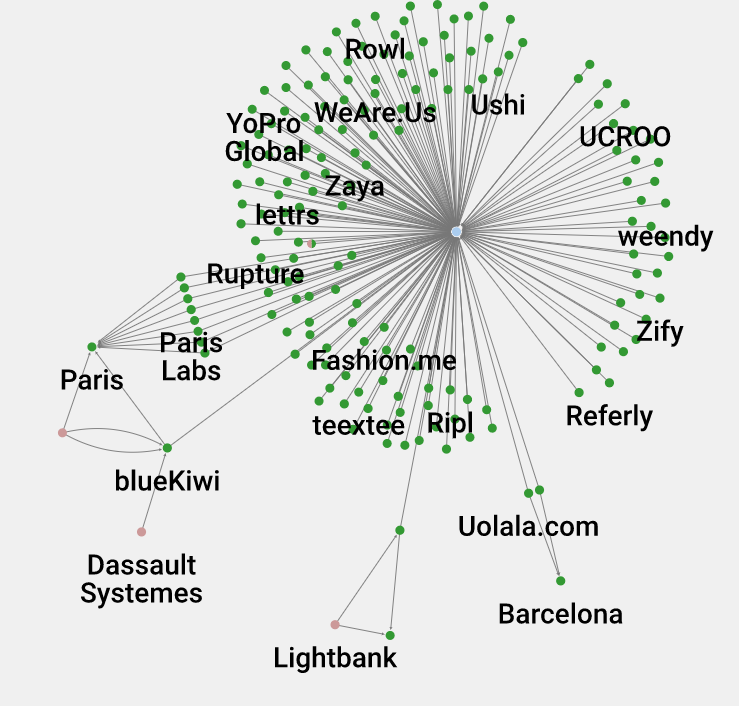 Rowl
Ushi
WeAre.Us
YoPro
Global
UCROO
Zaya
lettrs
weendy
Rupture
Paris
Labs
Zify
Fashion.me
Paris
Referly
teextee
Ripl
blueKiwi
Uolala.com
Dassault
Systemes
Barcelona
Lightbank